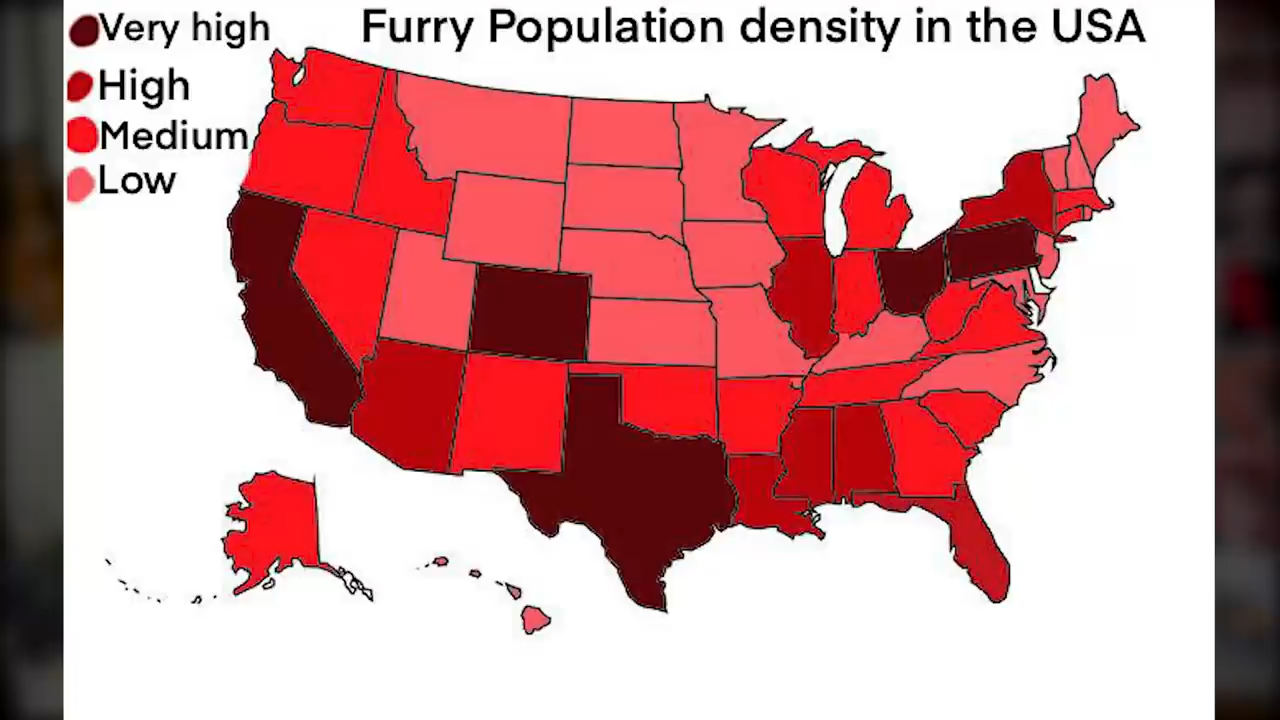 Furry Population density in the USA
Very high
High
Medium
Low